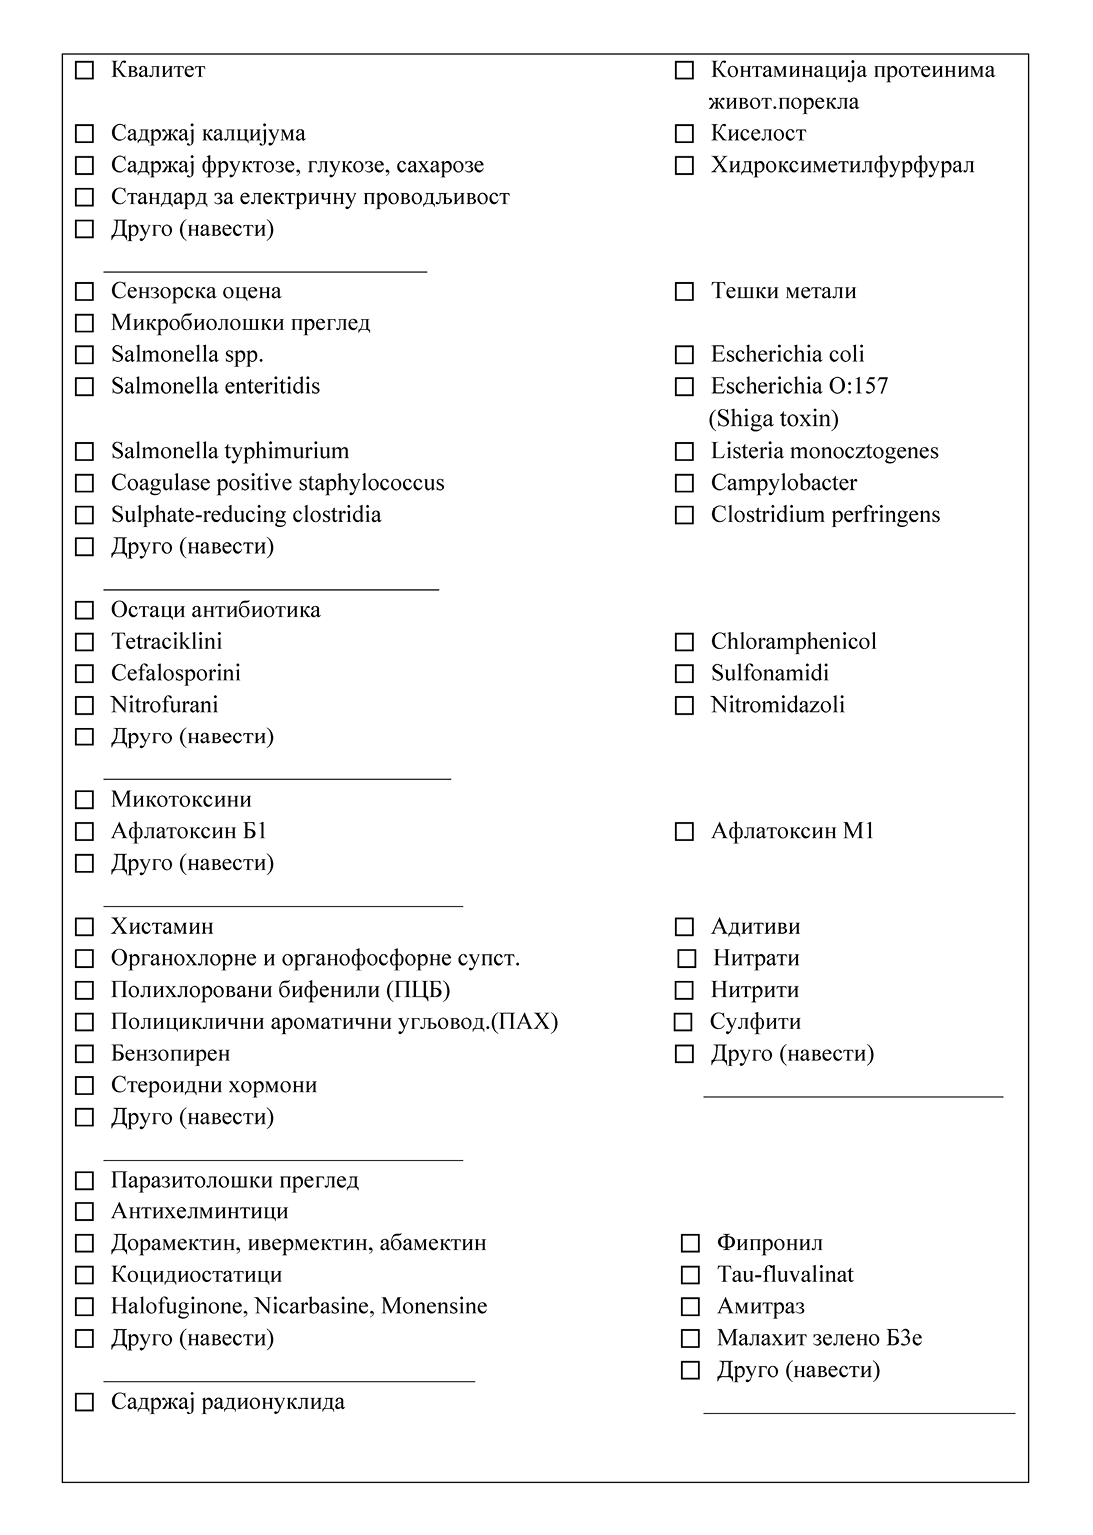 ☐ Квалитет ☐ Контаминација протеинима
живот.порекла
☐ Садржај калцијума ☐ Киселост
☐ Садржај фруктозе, глукозе, сахарозе ☐ Хидроксиметилфурфурал
☐ Стандард за електричну проводљивост
☐ Друго (навести)
☐ Сензорска оцена ☐ Тешки метали
☐ Микробиолошки преглед
☐ Salmonella spp. ☐ Escherichia coli
☐ Salmonella enteritidis ☐ Escherichia O:157
(Shiga toxin)
☐ Salmonella typhimurium ☐ Listeria monocztogenes
☐ Coagulase positive staphylococcus ☐ Campylobacter
☐ Sulphate-reducing clostridia ☐ Clostridium perfringens
☐ Друго (навести)
☐ Остаци антибиотика
☐ Tetraciklini ☐ Chloramphenicol
☐ Cefalosporini ☐ Sulfonamidi
☐ Nitrofurani ☐ Nitromidazoli
☐ Друго (навести)
☐ Микотоксини
☐ Афлатоксин Б1 ☐ Афлатоксин М1
☐ Друго (навести)
☐ Хистамин ☐ Адитиви
☐ Органохлорне и органофосфорне супст. ☐ Нитрати
☐ Полихлоровани бифенили (ПЦБ) ☐ Нитрити
☐ Полициклични ароматични угљовод.(ПАХ) ☐ Сулфити
☐ Бензопирен ☐ Друго (навести)
☐ Стероидни хормони
☐ Друго (навести)
☐ Паразитолошки преглед
☐ Антихелминтици
☐ Дорамектин, ивермектин, абамектин ☐ Фипронил
☐ Коцидиостатици ☐ Tau-fluvalinat
☐ Halofuginone, Nicarbasine, Monensine ☐ Амитраз
☐ Друго (навести) ☐ Малахит зелено Б3е
☐ Друго (навести)
☐ Садржај радионуклида